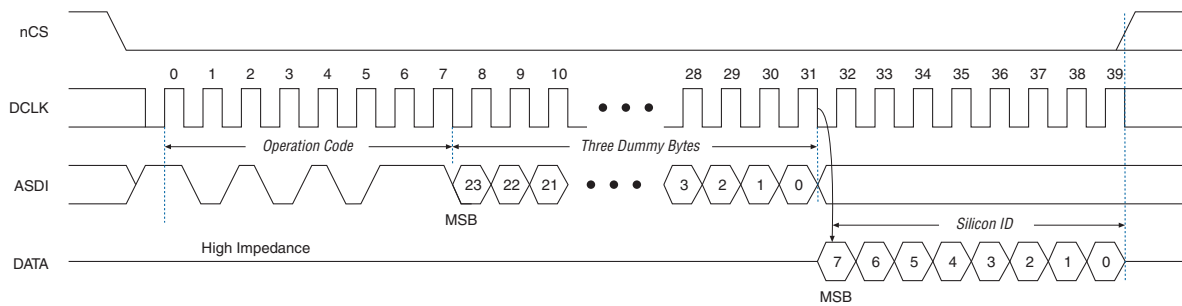 nCS
0 1 2 3 4 5 6 7 8 9 10 28 29 30 31 32 33 34 35 36 37 38 39
DCLK
Operation Code Three Dummy Bytes
ASDI 23 22 21 3 2 1 0
MSB
Silicon ID
High Impedance
DATA 7 6 5 4 3 2 1 0
MSB